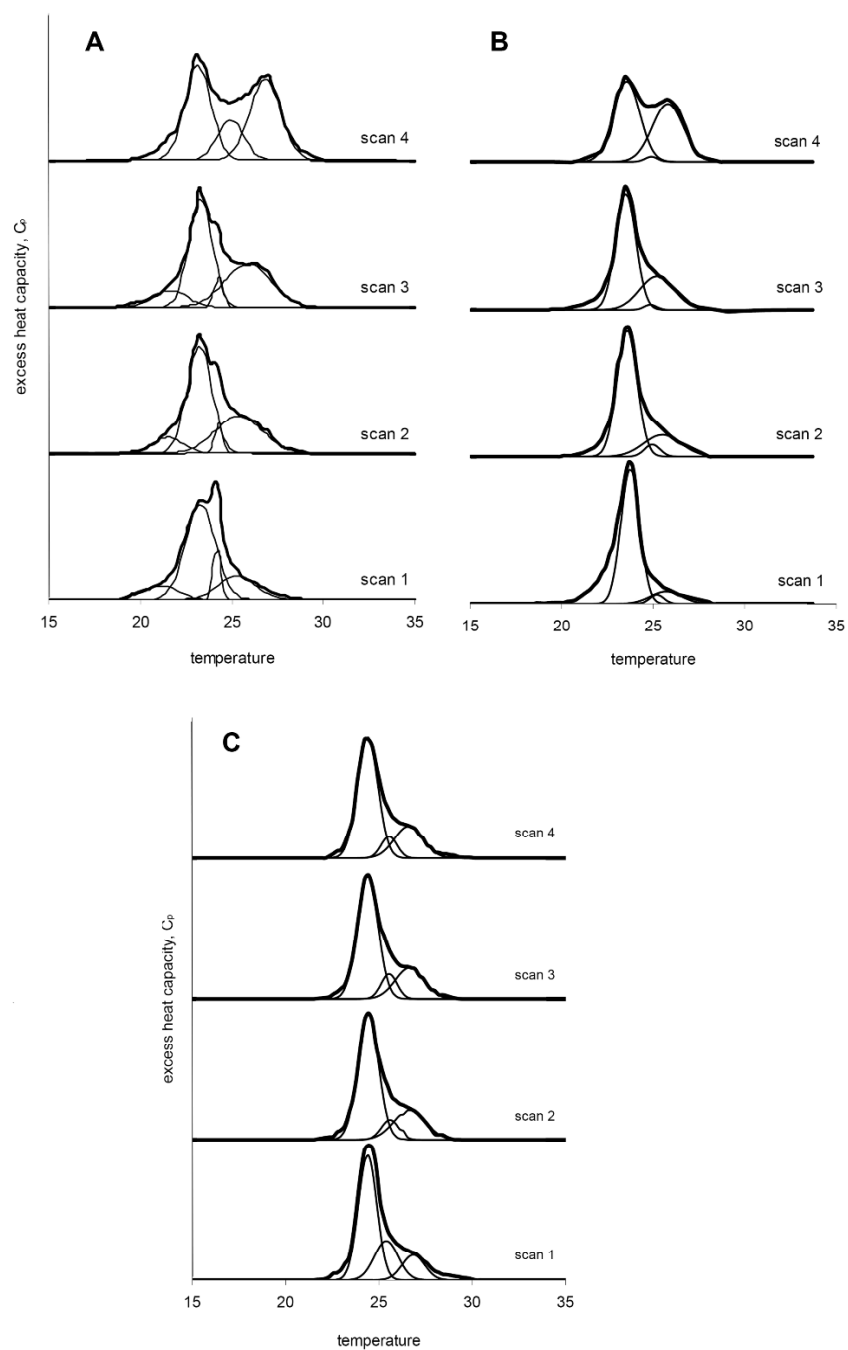 A
B
scan 4
scan 4
excess heat capacity, Cₚ
scan 3
scan 3
scan 2
scan 2
scan 1
scan 1
15 20 25 30 35
15 20 25 30 35
temperature
temperature
C
scan 4
excess heat capacity, Cₚ
scan 3
scan 2
scan 1
15 20 25 30 35
temperature